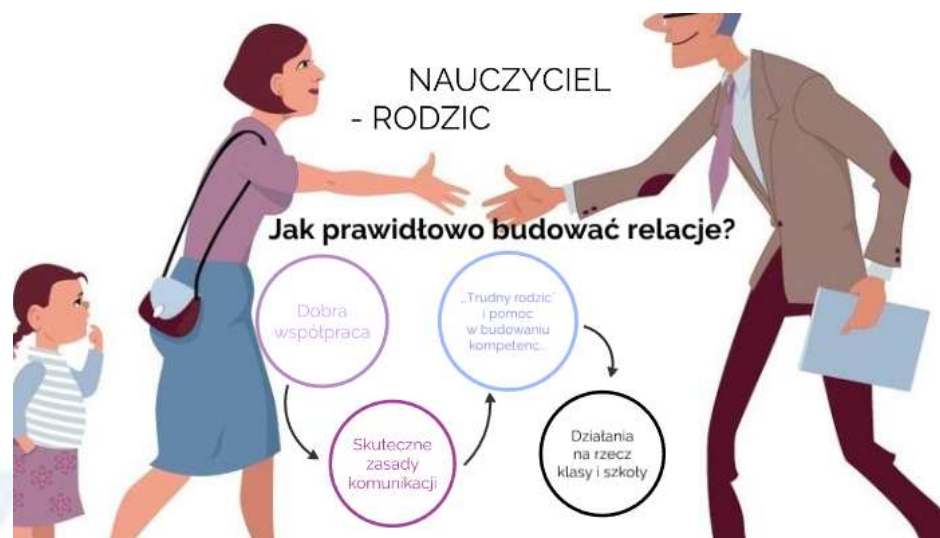 NAUCZYCIEL
- RODZIC
Jak prawidłowo budować relacje?
Dobra
współpraca
Skuteczne
zasady
komunikacji
„Trudny rodzic"
i pomoc
w budowaniu
kompetenc...
Działania
na rzecz
klasy i szkoły